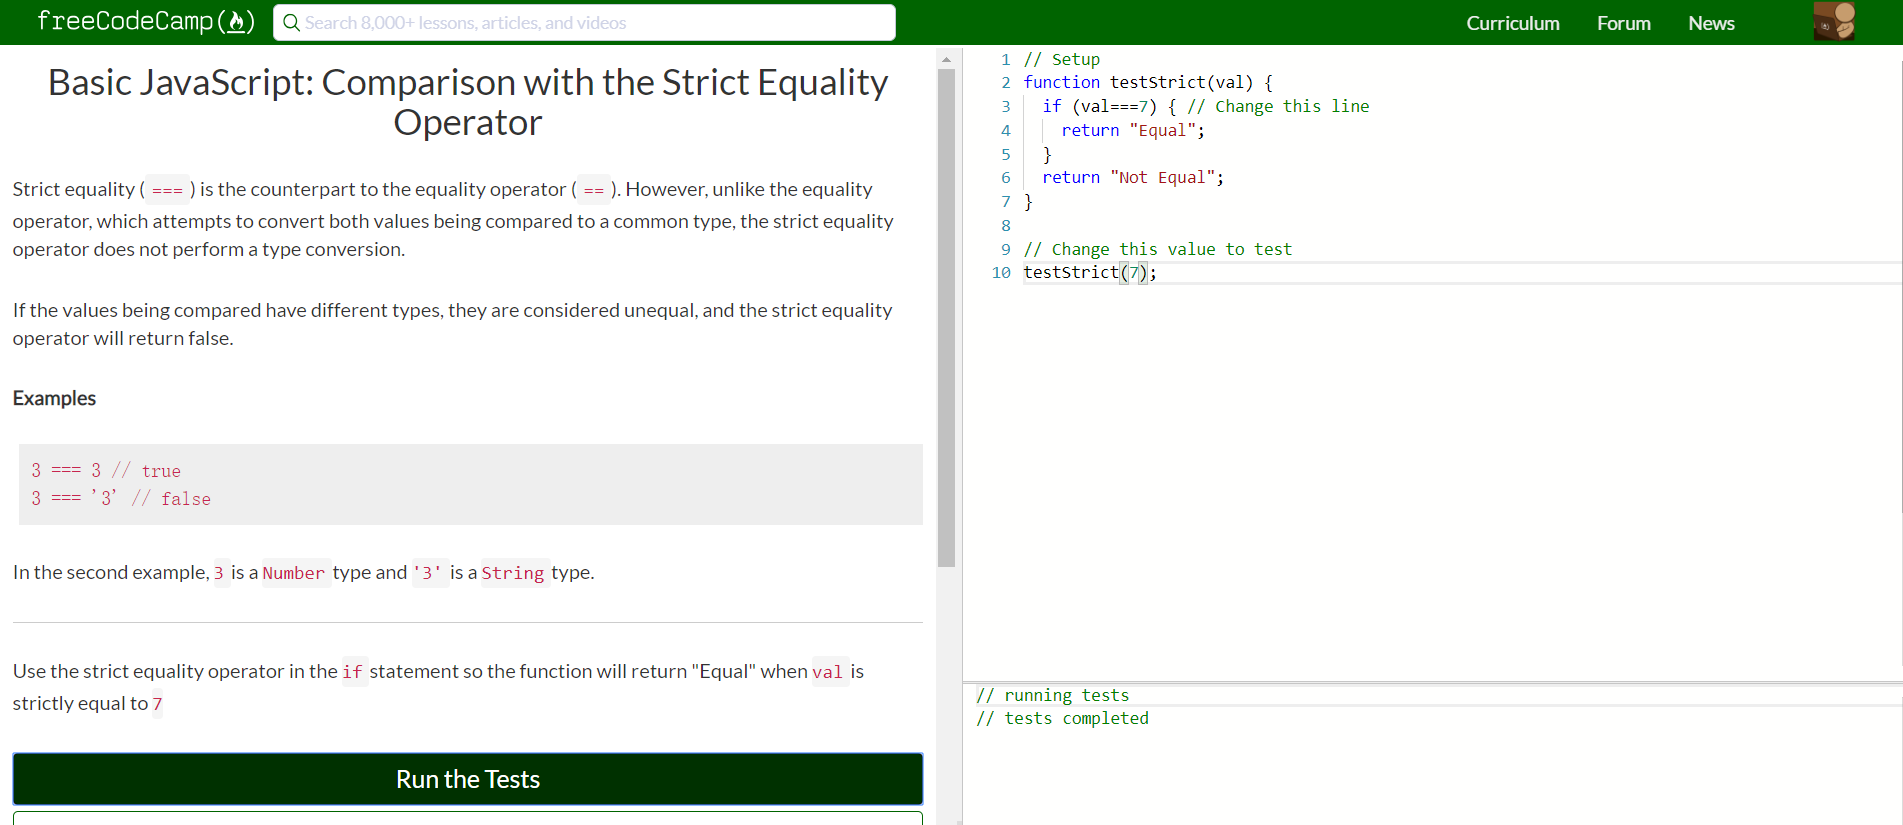 freeCodeCamp(🔥)
Search 8,000+ lessons, articles, and videos
Curriculum
Forum
News
Basic JavaScript: Comparison with the Strict Equality
Operator
Strict equality ( === ) is the counterpart to the equality operator ( == ). However, unlike the equality
operator, which attempts to convert both values being compared to a common type, the strict equality
operator does not perform a type conversion.
If the values being compared have different types, they are considered unequal, and the strict equality
operator will return false.
Examples
3 === 3 // true
3 === '3' // false
In the second example, 3 is a Number type and '3' is a String type.
Use the strict equality operator in the if statement so the function will return "Equal" when val is
strictly equal to 7
Run the Tests
1 // Setup
2 function testStrict(val) {
3 if (val===7) { // Change this line
4 return "Equal";
5 }
6 return "Not Equal";
7 }
8
9 // Change this value to test
10 testStrict(7);
// running tests
// tests completed